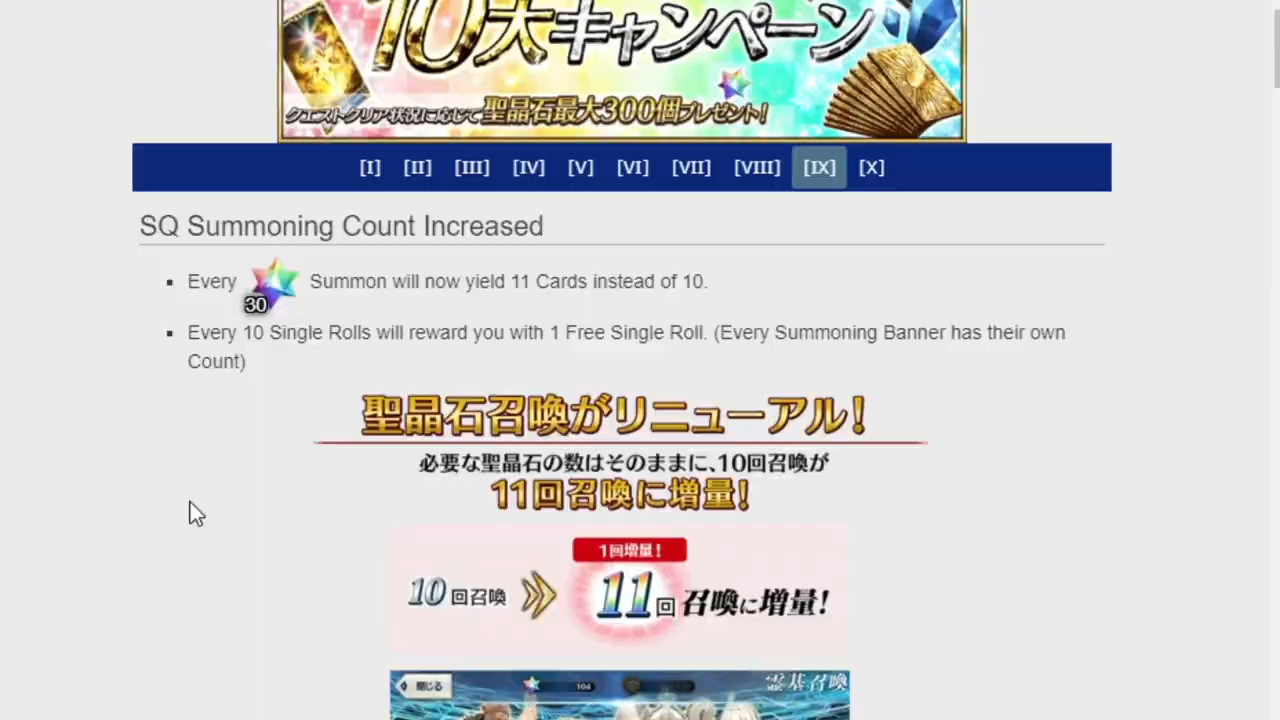 10大キャンペーン
クエストクリア状況に応じて聖晶石最大300個プレゼント!
[I] [II] [III] [IV] [V] [VI] [VII] [VIII] [IX] [X]
SQ Summoning Count Increased
Every 30 Summon will now yield 11 Cards instead of 10.
Every 10 Single Rolls will reward you with 1 Free Single Roll. (Every Summoning Banner has their own
Count)
聖晶石召喚がリニューアル!
必要な聖晶石の数はそのままに、10回召喚が
11回召喚に増量!
1回増量!
10回召喚 11回召喚に増量!
閉じる 104 霊基召喚